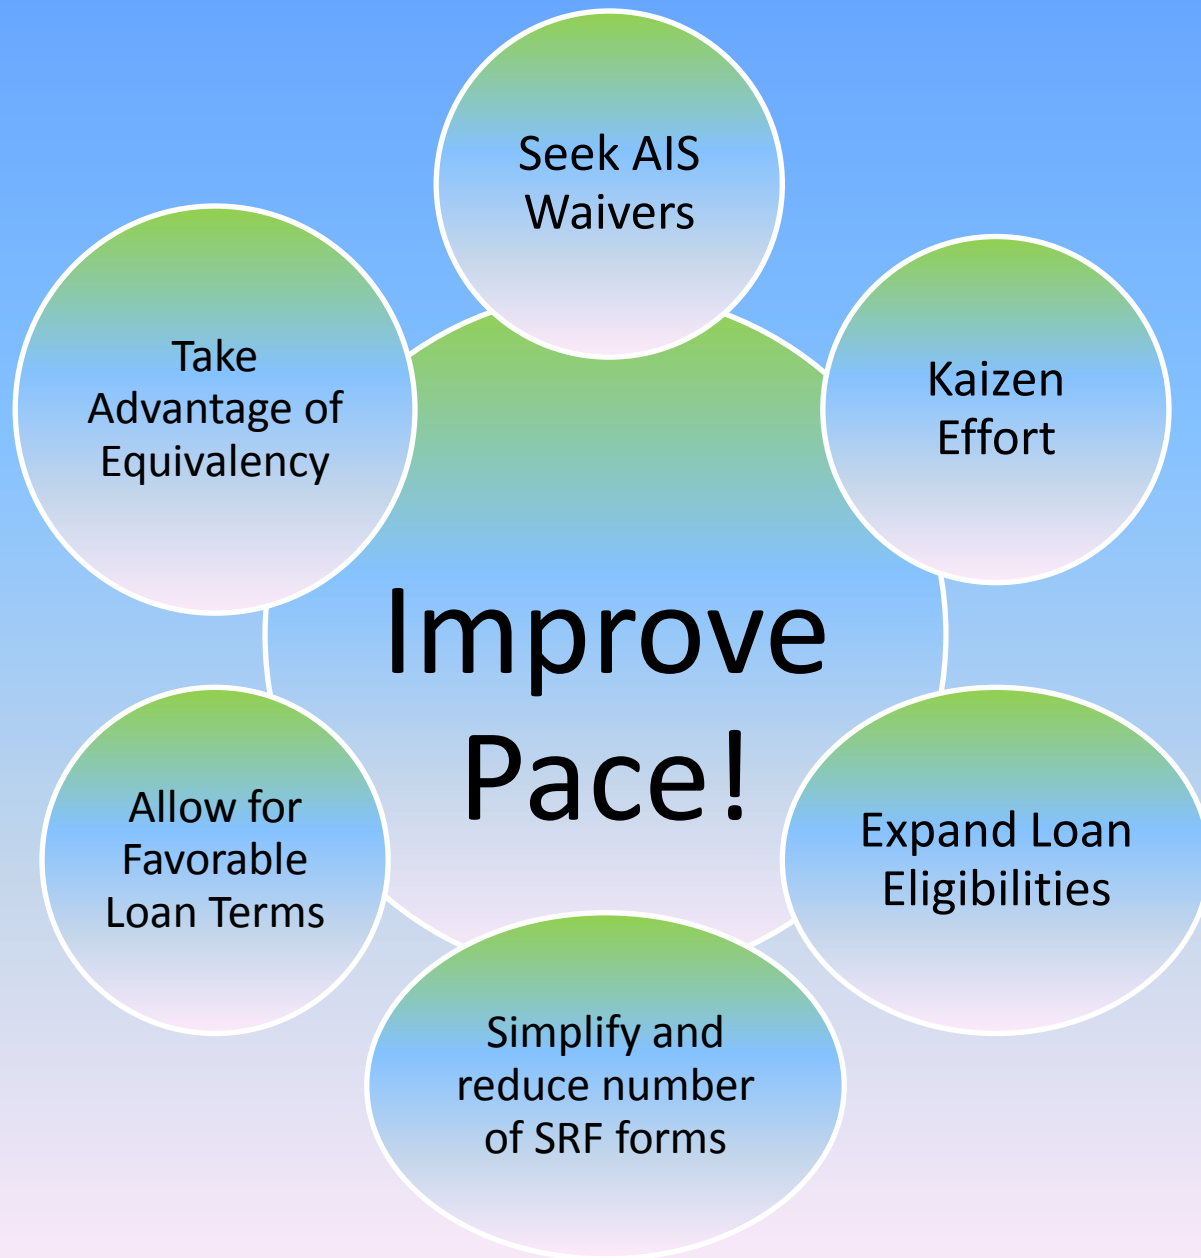 Seek AIS
Waivers
Kaizen
Effort
Expand Loan
Eligibilities
Simplify and
reduce number
of SRF forms
Allow for
Favorable
Loan Terms
Take
Advantage of
Equivalency
Improve
Pace!